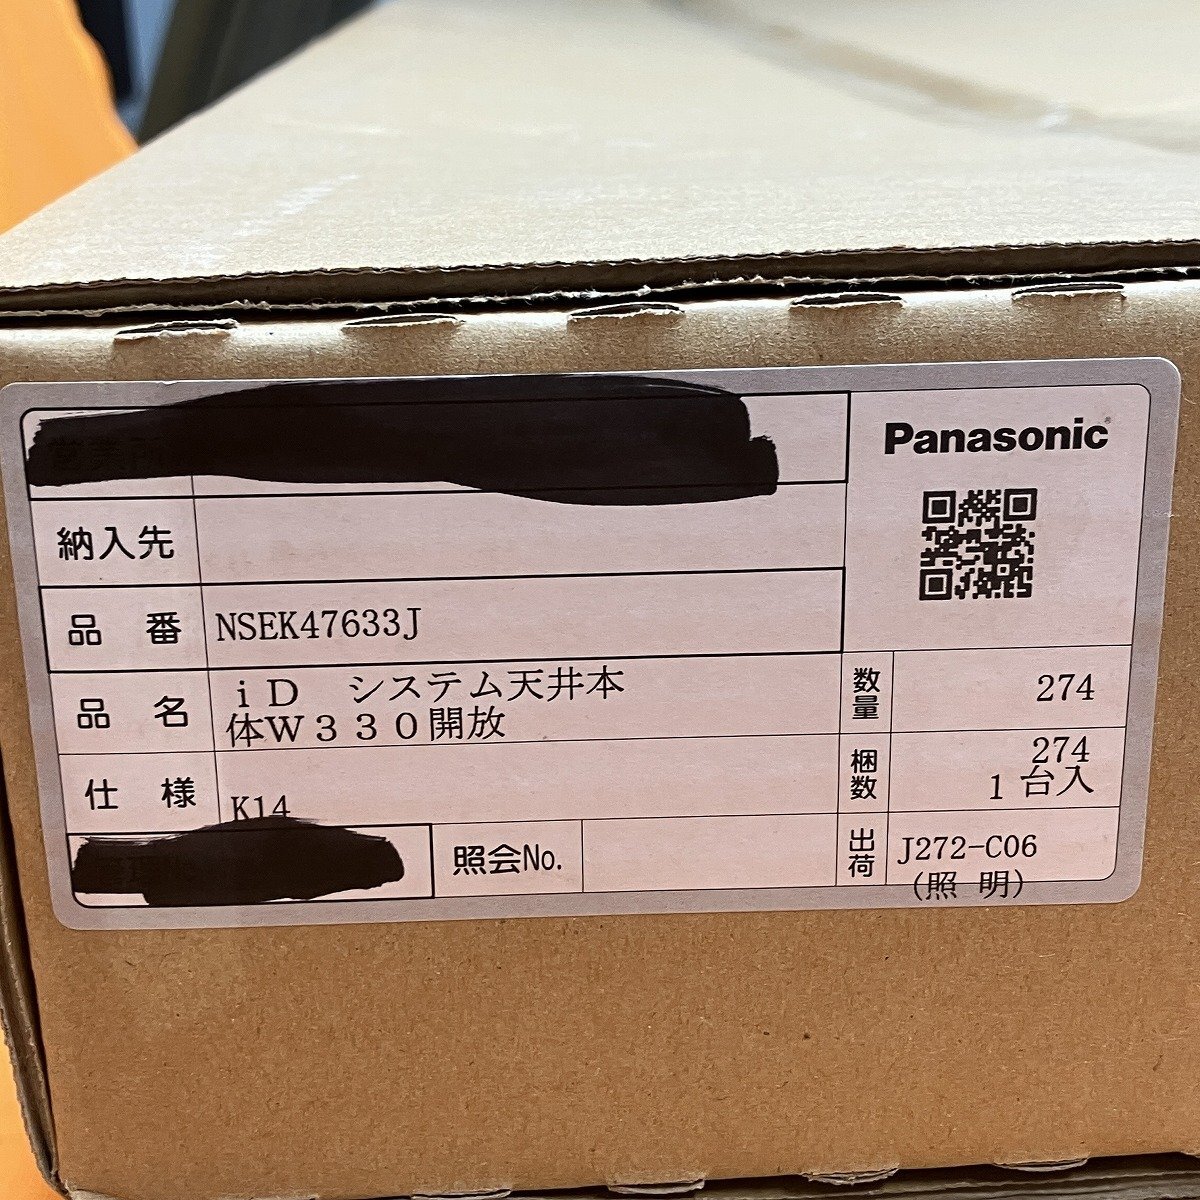 Panasonic
納入先
品 番 NSEK47633J
品 名 iD システム天井本
体W330開放
数量 274
仕 様 K14
梱数 274
1 台入
照会No.
出荷 J272-C06
(照 明)